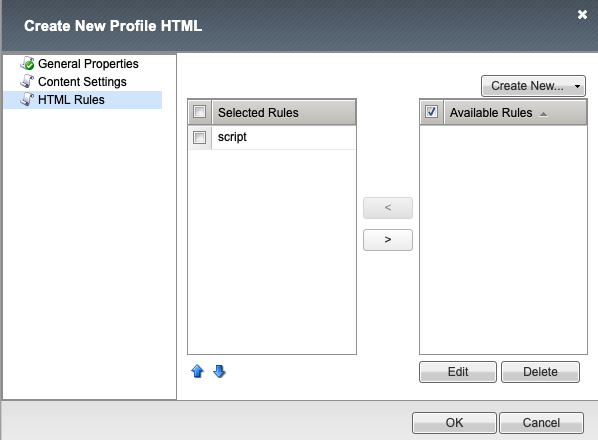 Create New Profile HTML
General Properties
Content Settings
HTML Rules
Create New...
Selected Rules
Available Rules
script
<
>
Edit
Delete
OK
Cancel